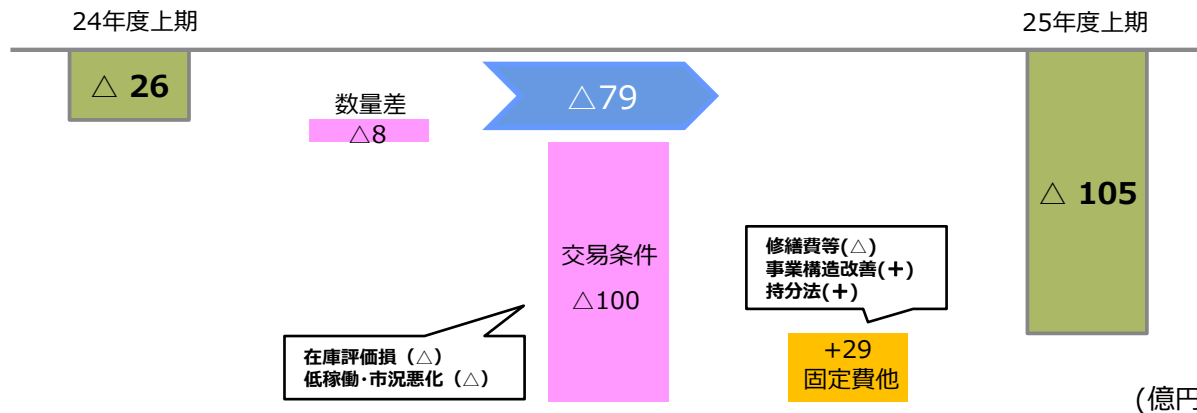 24年度上期
25年度上期
△ 26
数量差
△8
△79
交易条件
△100
在庫評価損（△）
低稼働・市況悪化（△）
修繕費等(△)
事業構造改善(＋)
持分法(＋)
+29
固定費他
△ 105
(億円